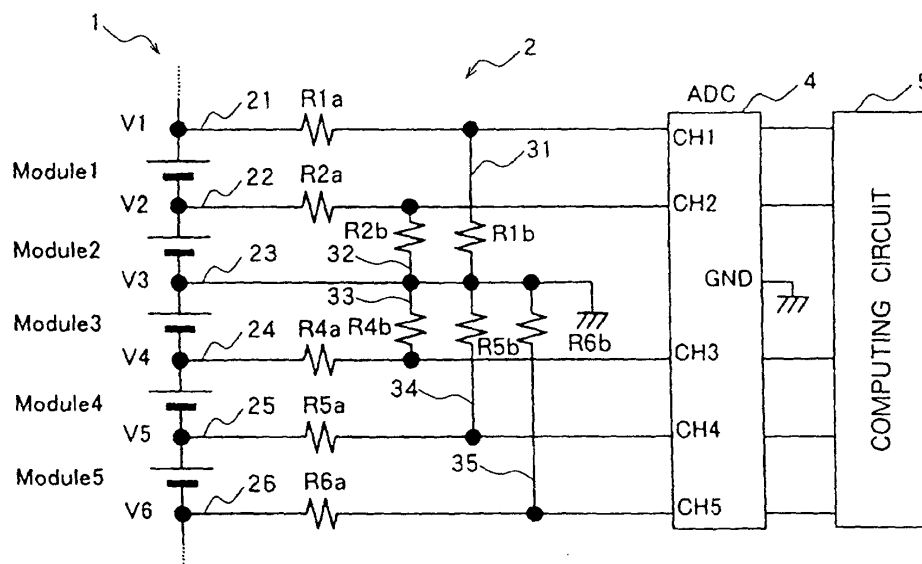 1
2
4
5
ADC
21
R1a
V1
CH1
31
Module1
22
R2a
V2
CH2
R2b
R1b
Module2
32
23
V3
GND
33
Module3
R4a
R4b
R5b
R6b
24
V4
CH3
34
Module4
25
R5a
V5
CH4
35
Module5
26
R6a
V6
CH5
COMPUTING CIRCUIT